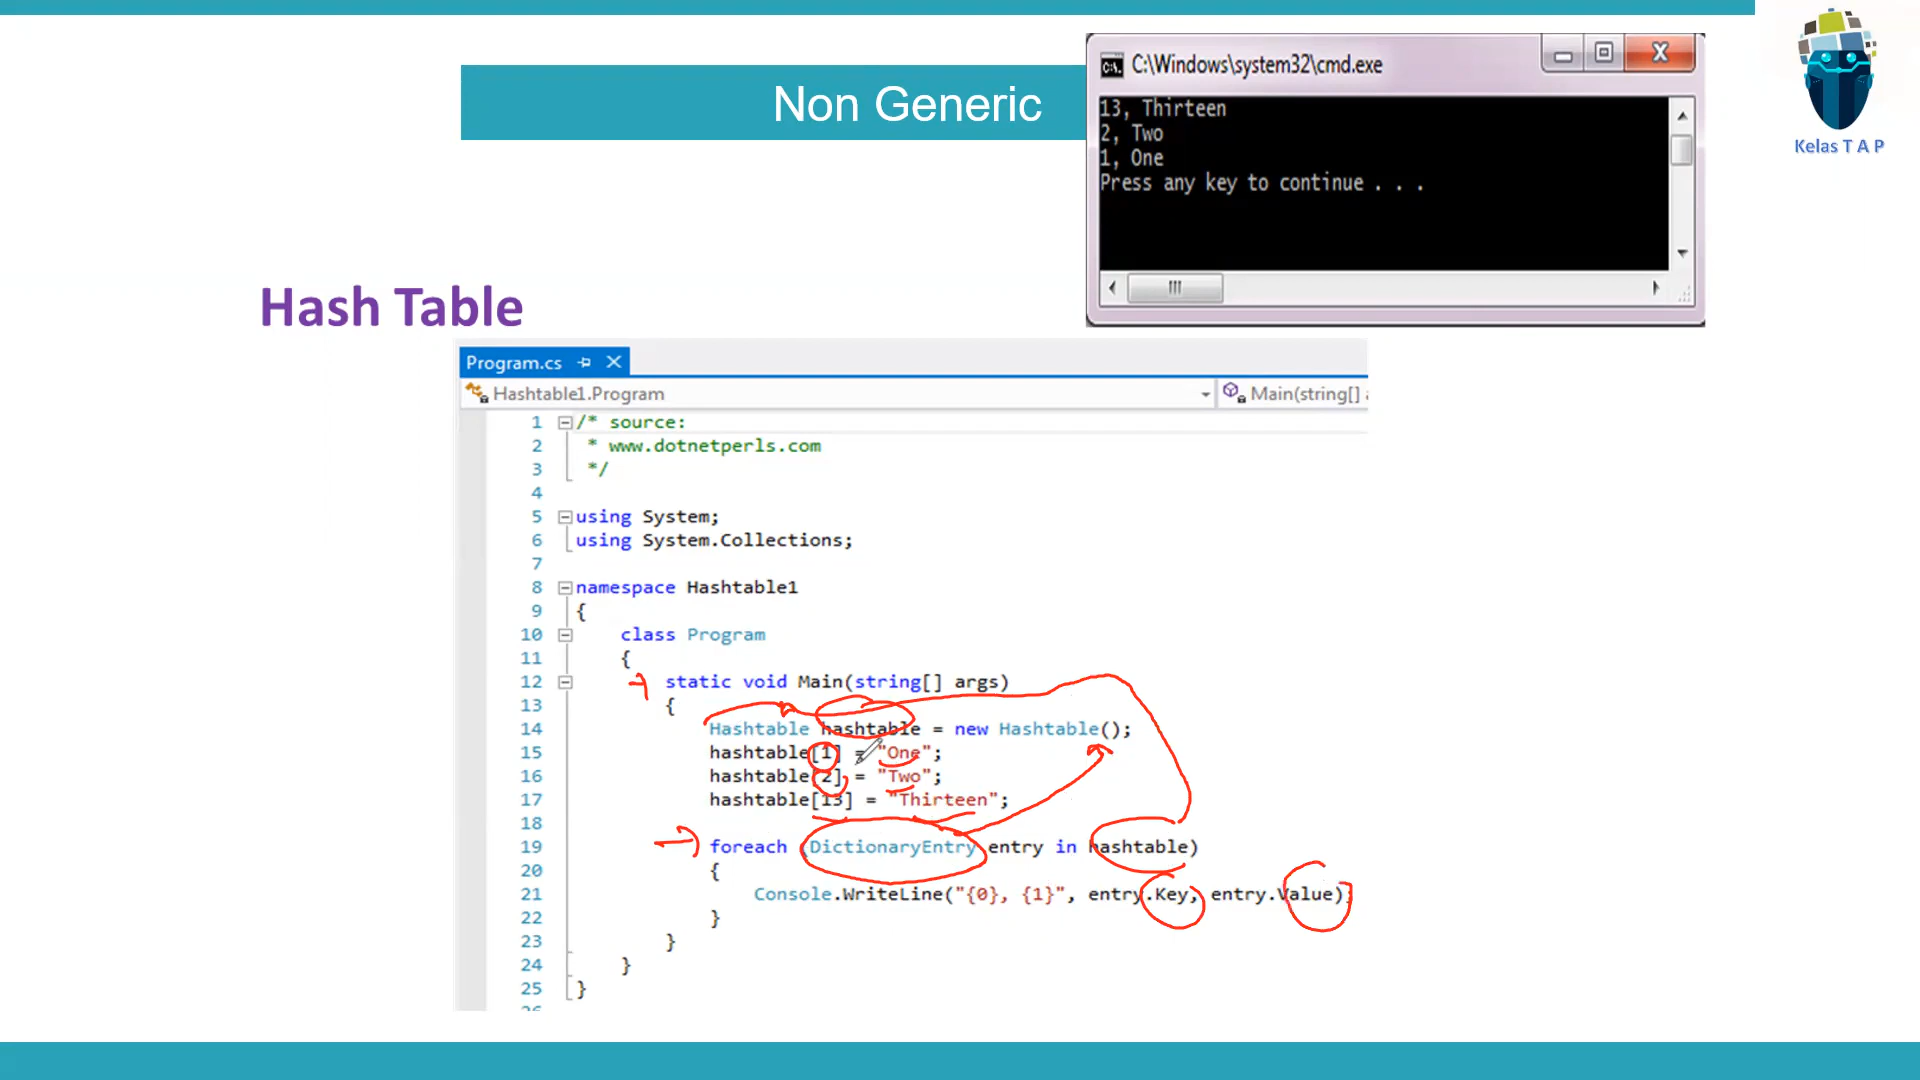 Non Generic
C:\Windows\system32\cmd.exe
13, Thirteen
2, Two
1, One
Press any key to continue . . .
Kelas T A P
Hash Table
Program.cs
Hashtable1.Program
Main(string[]
1 /* source:
2 * www.dotnetperls.com
3 */
4
5 using System;
6 using System.Collections;
7
8 namespace Hashtable1
9 {
10 class Program
11 {
12 static void Main(string[] args)
13 {
14 Hashtable hashtable = new Hashtable();
15 hashtable[1] = "One";
16 hashtable[2] = "Two";
17 hashtable[13] = "Thirteen";
18
19 foreach (DictionaryEntry entry in hashtable)
20 {
21 Console.WriteLine("{0}, {1}", entry.Key, entry.Value);
22 }
23 }
24 }
25 }